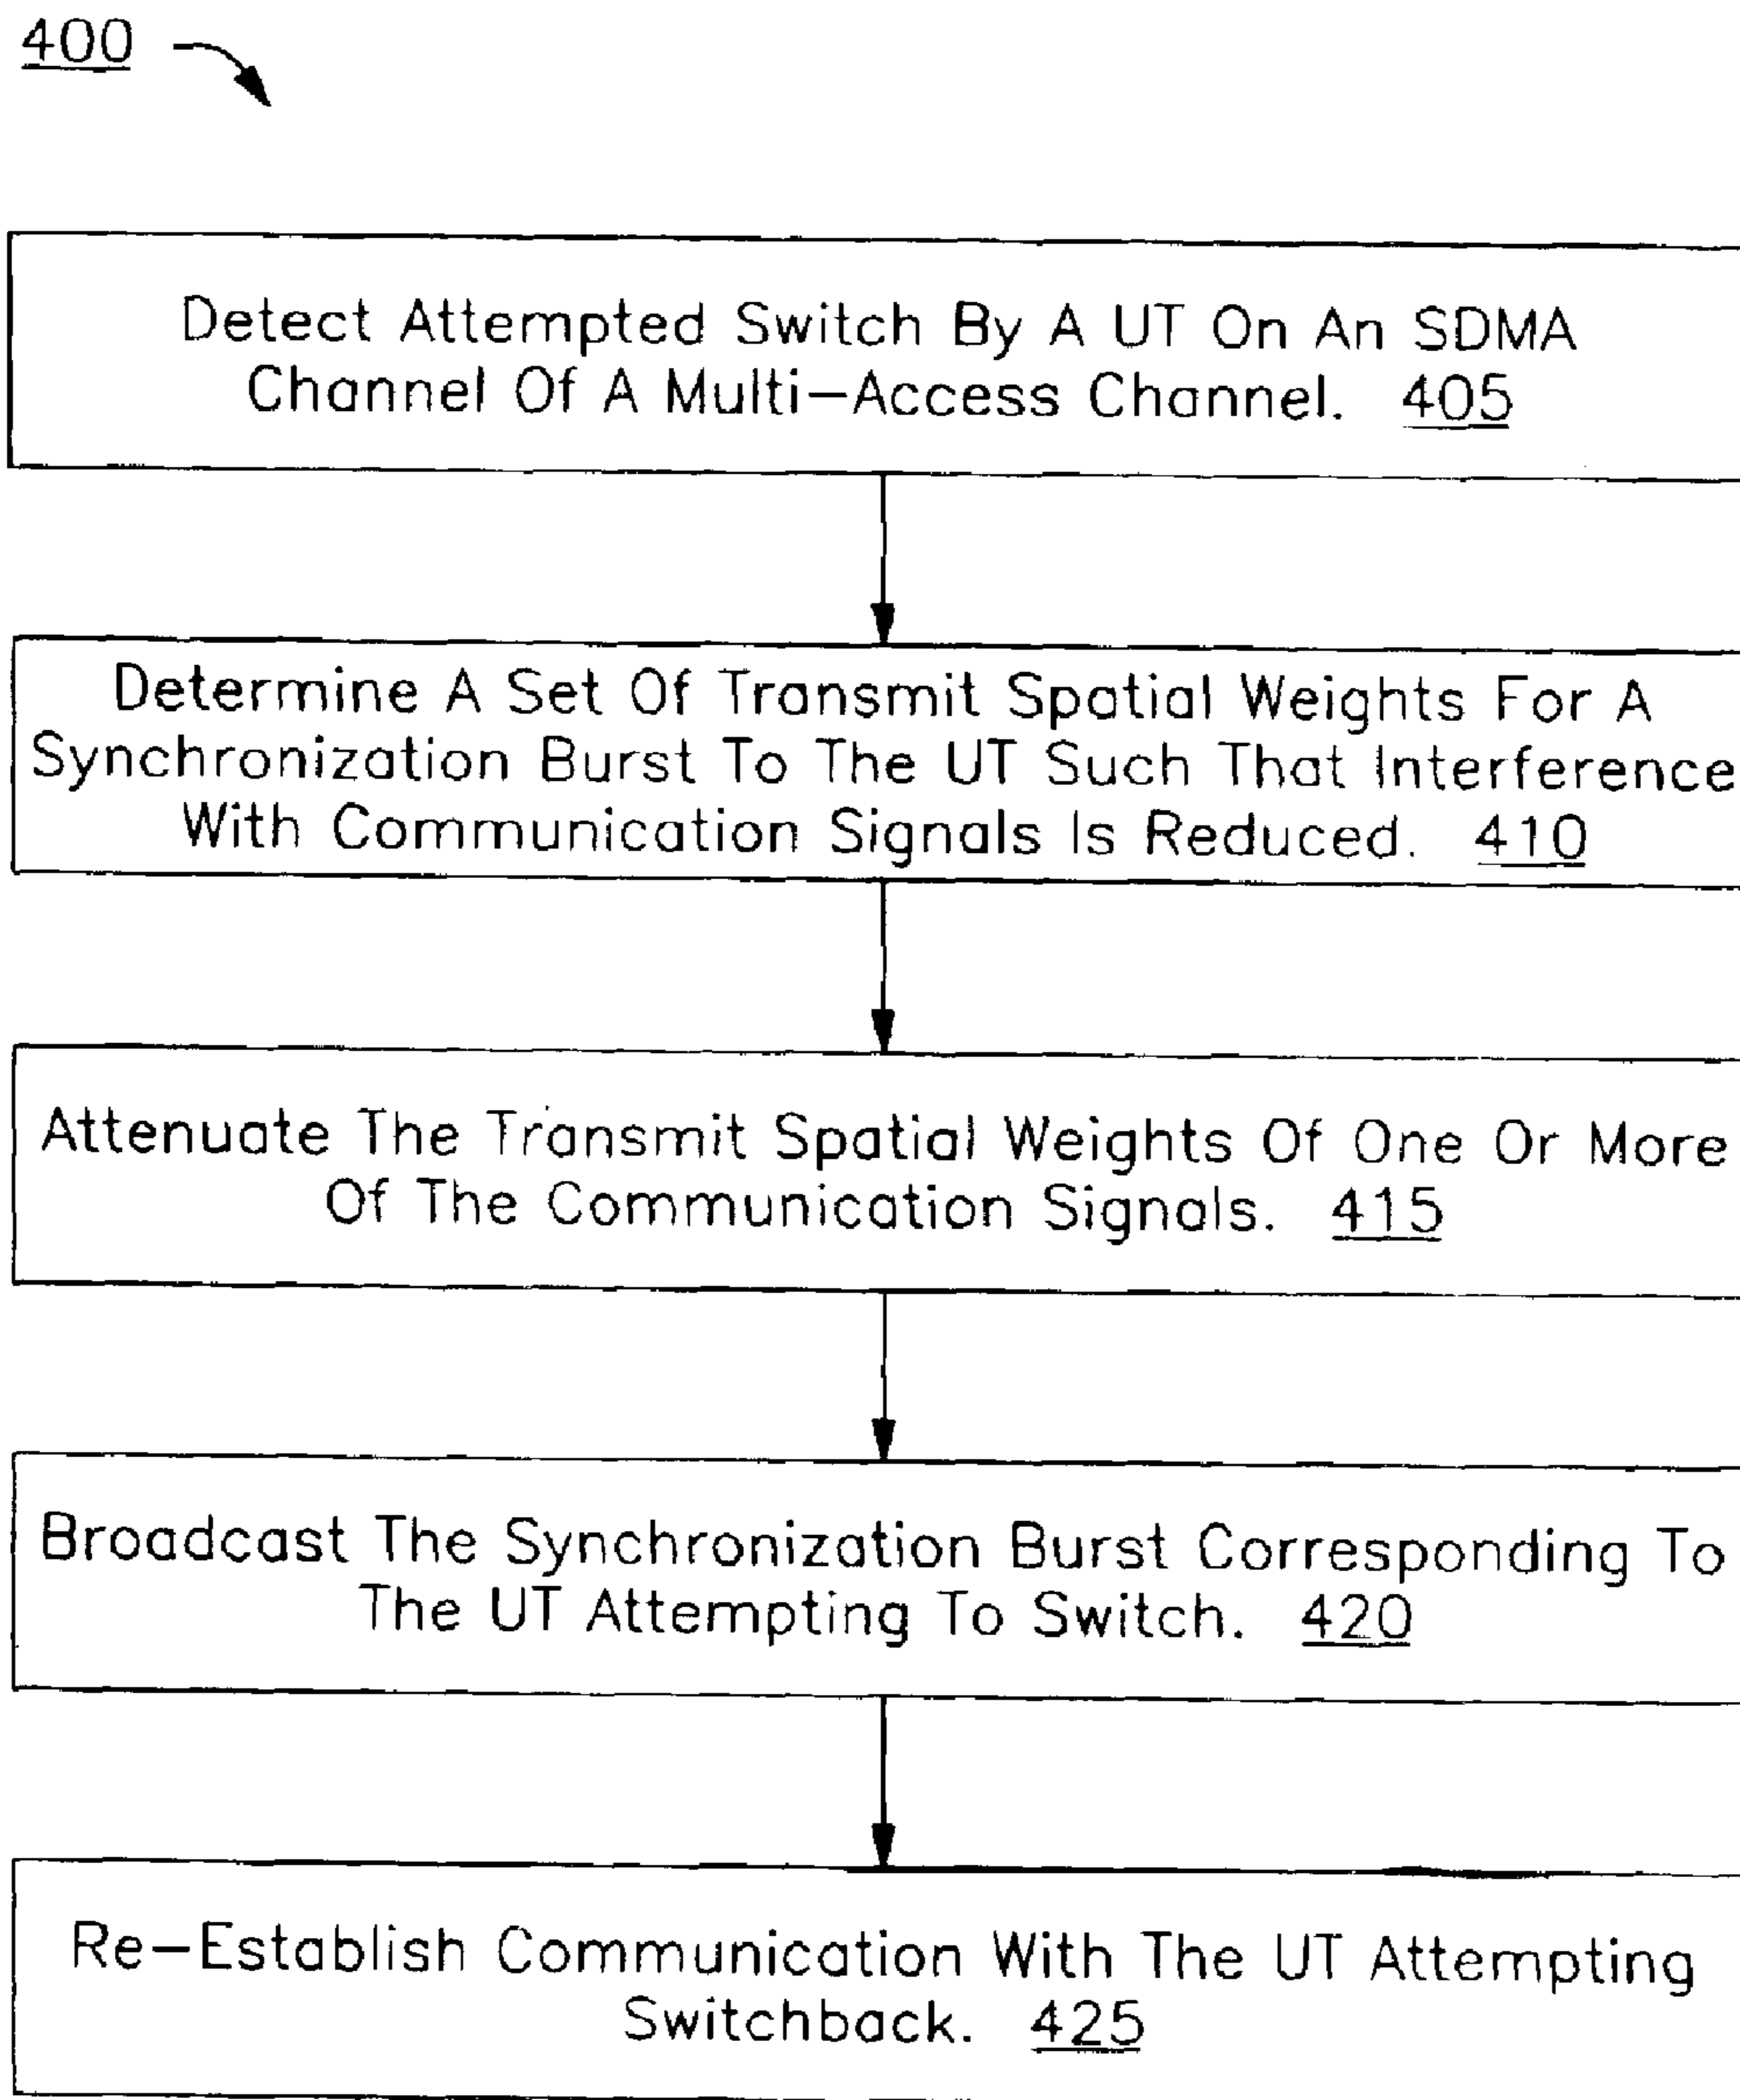 400
Detect Attempted Switch By A UT On An SDMA
Channel Of A Multi-Access Channel. 405
Determine A Set Of Transmit Spatial Weights For A
Synchronization Burst To The UT Such That Interference
With Communication Signals Is Reduced. 410
Attenuate The Transmit Spatial Weights Of One Or More
Of The Communication Signals. 415
Broadcast The Synchronization Burst Corresponding To
The UT Attempting To Switch. 420
Re-Establish Communication With The UT Attempting
Switchback. 425